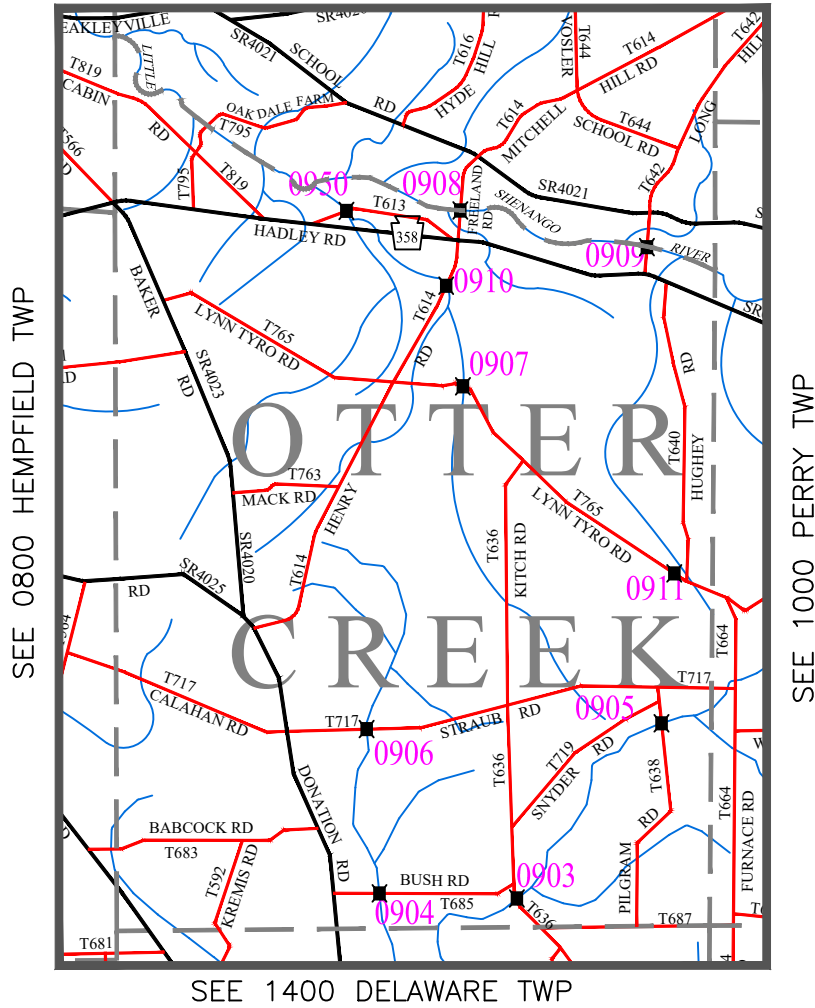 EAKLEYVILLE
SR4021
SCHOOL
RD
T616
HYDE
HILL
VOSLER
T644
T614
HILL RD
T642
HILL
T819
CABIN
RD
LITTLE
OAK DALE FARM
T795
T795
T819
T614
MITCHELL
T644
SCHOOL RD
LONG
T642
T566
D
0950
0908
T613
FREELAND
RD
SHENANGO
SR4021
RIVER
0909
HADLEY RD
358
S
SR
BAKER
RD
SR4023
T765
LYNN TYRO RD
T614
RD
0910
0907
RD
T640
HUGHEY
OTTER
T763
MACK RD
HENRY
T614
SR4020
T636
KITCH RD
T765
LYNN TYRO RD
0911
RD
SR4025
CREEK
T664
T717
CALAHAN RD
T717
0906
STRAUB
RD
T717
0905
T719
SNYDER
RD
T638
T636
RD
PILGRAM
T664
FURNACE RD
DONATION
RD
BABCOCK RD
T683
T592
KREMIS RD
BUSH RD
T685
0904
0903
T636
T687
T681
SEE 0800 HEMPFIELD TWP
SEE 1000 PERRY TWP
SEE 1400 DELAWARE TWP